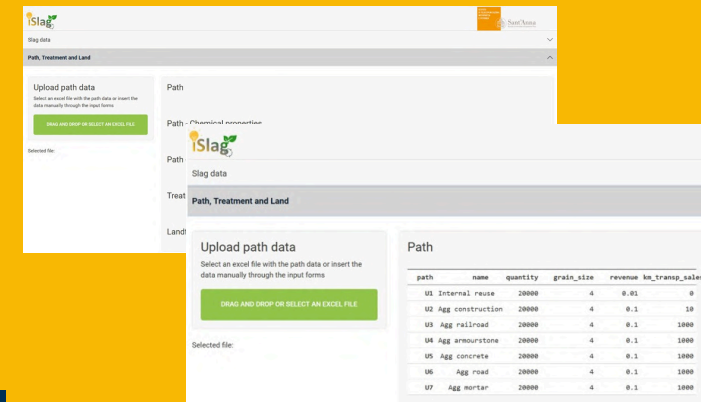 iSlag
Sant'Anna
Slag data
Path, Treatment and Land
Upload path data
Select an excel file with the path data or insert the
data manually through the input forms
DRAG AND DROP OR SELECT AN EXCEL FILE
Selected file:
Path
Path - Chemical properties
Path
Treat
Land
iSlag
Slag data
Path, Treatment and Land
Upload path data
Select an excel file with the path data or insert the
data manually through the input forms
DRAG AND DROP OR SELECT AN EXCEL FILE
Selected file:
Path
path name quantity grain_size revenue km_transp_sales
U1 Internal reuse 20000 4 0.01 0
U2 Agg construction 20000 4 0.1 10
U3 Agg railroad 20000 4 0.1 1000
U4 Agg armourstone 20000 4 0.1 1000
U5 Agg concrete 20000 4 0.1 1000
U6 Agg road 20000 4 0.1 1000
U7 Agg mortar 20000 4 0.1 1000